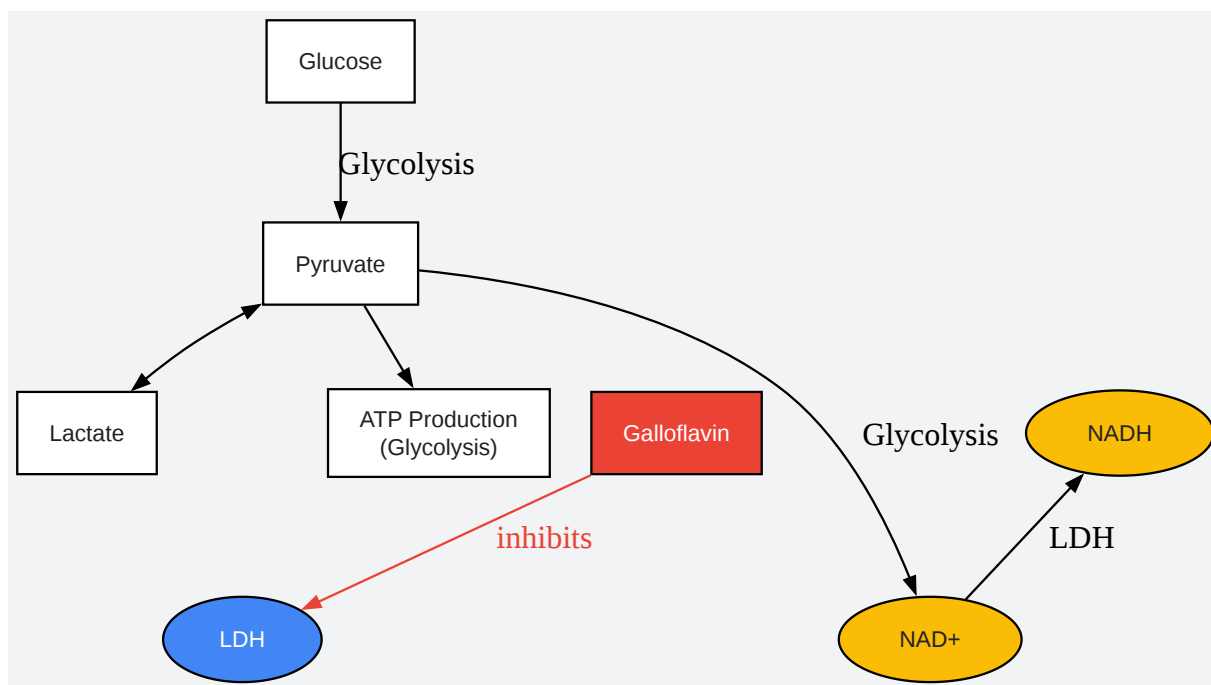 Glucose
Glycolysis
Pyruvate
Lactate
ATP Production
(Glycolysis)
Galloflavin
Glycolysis
NADH
inhibits
LDH
LDH
NAD+